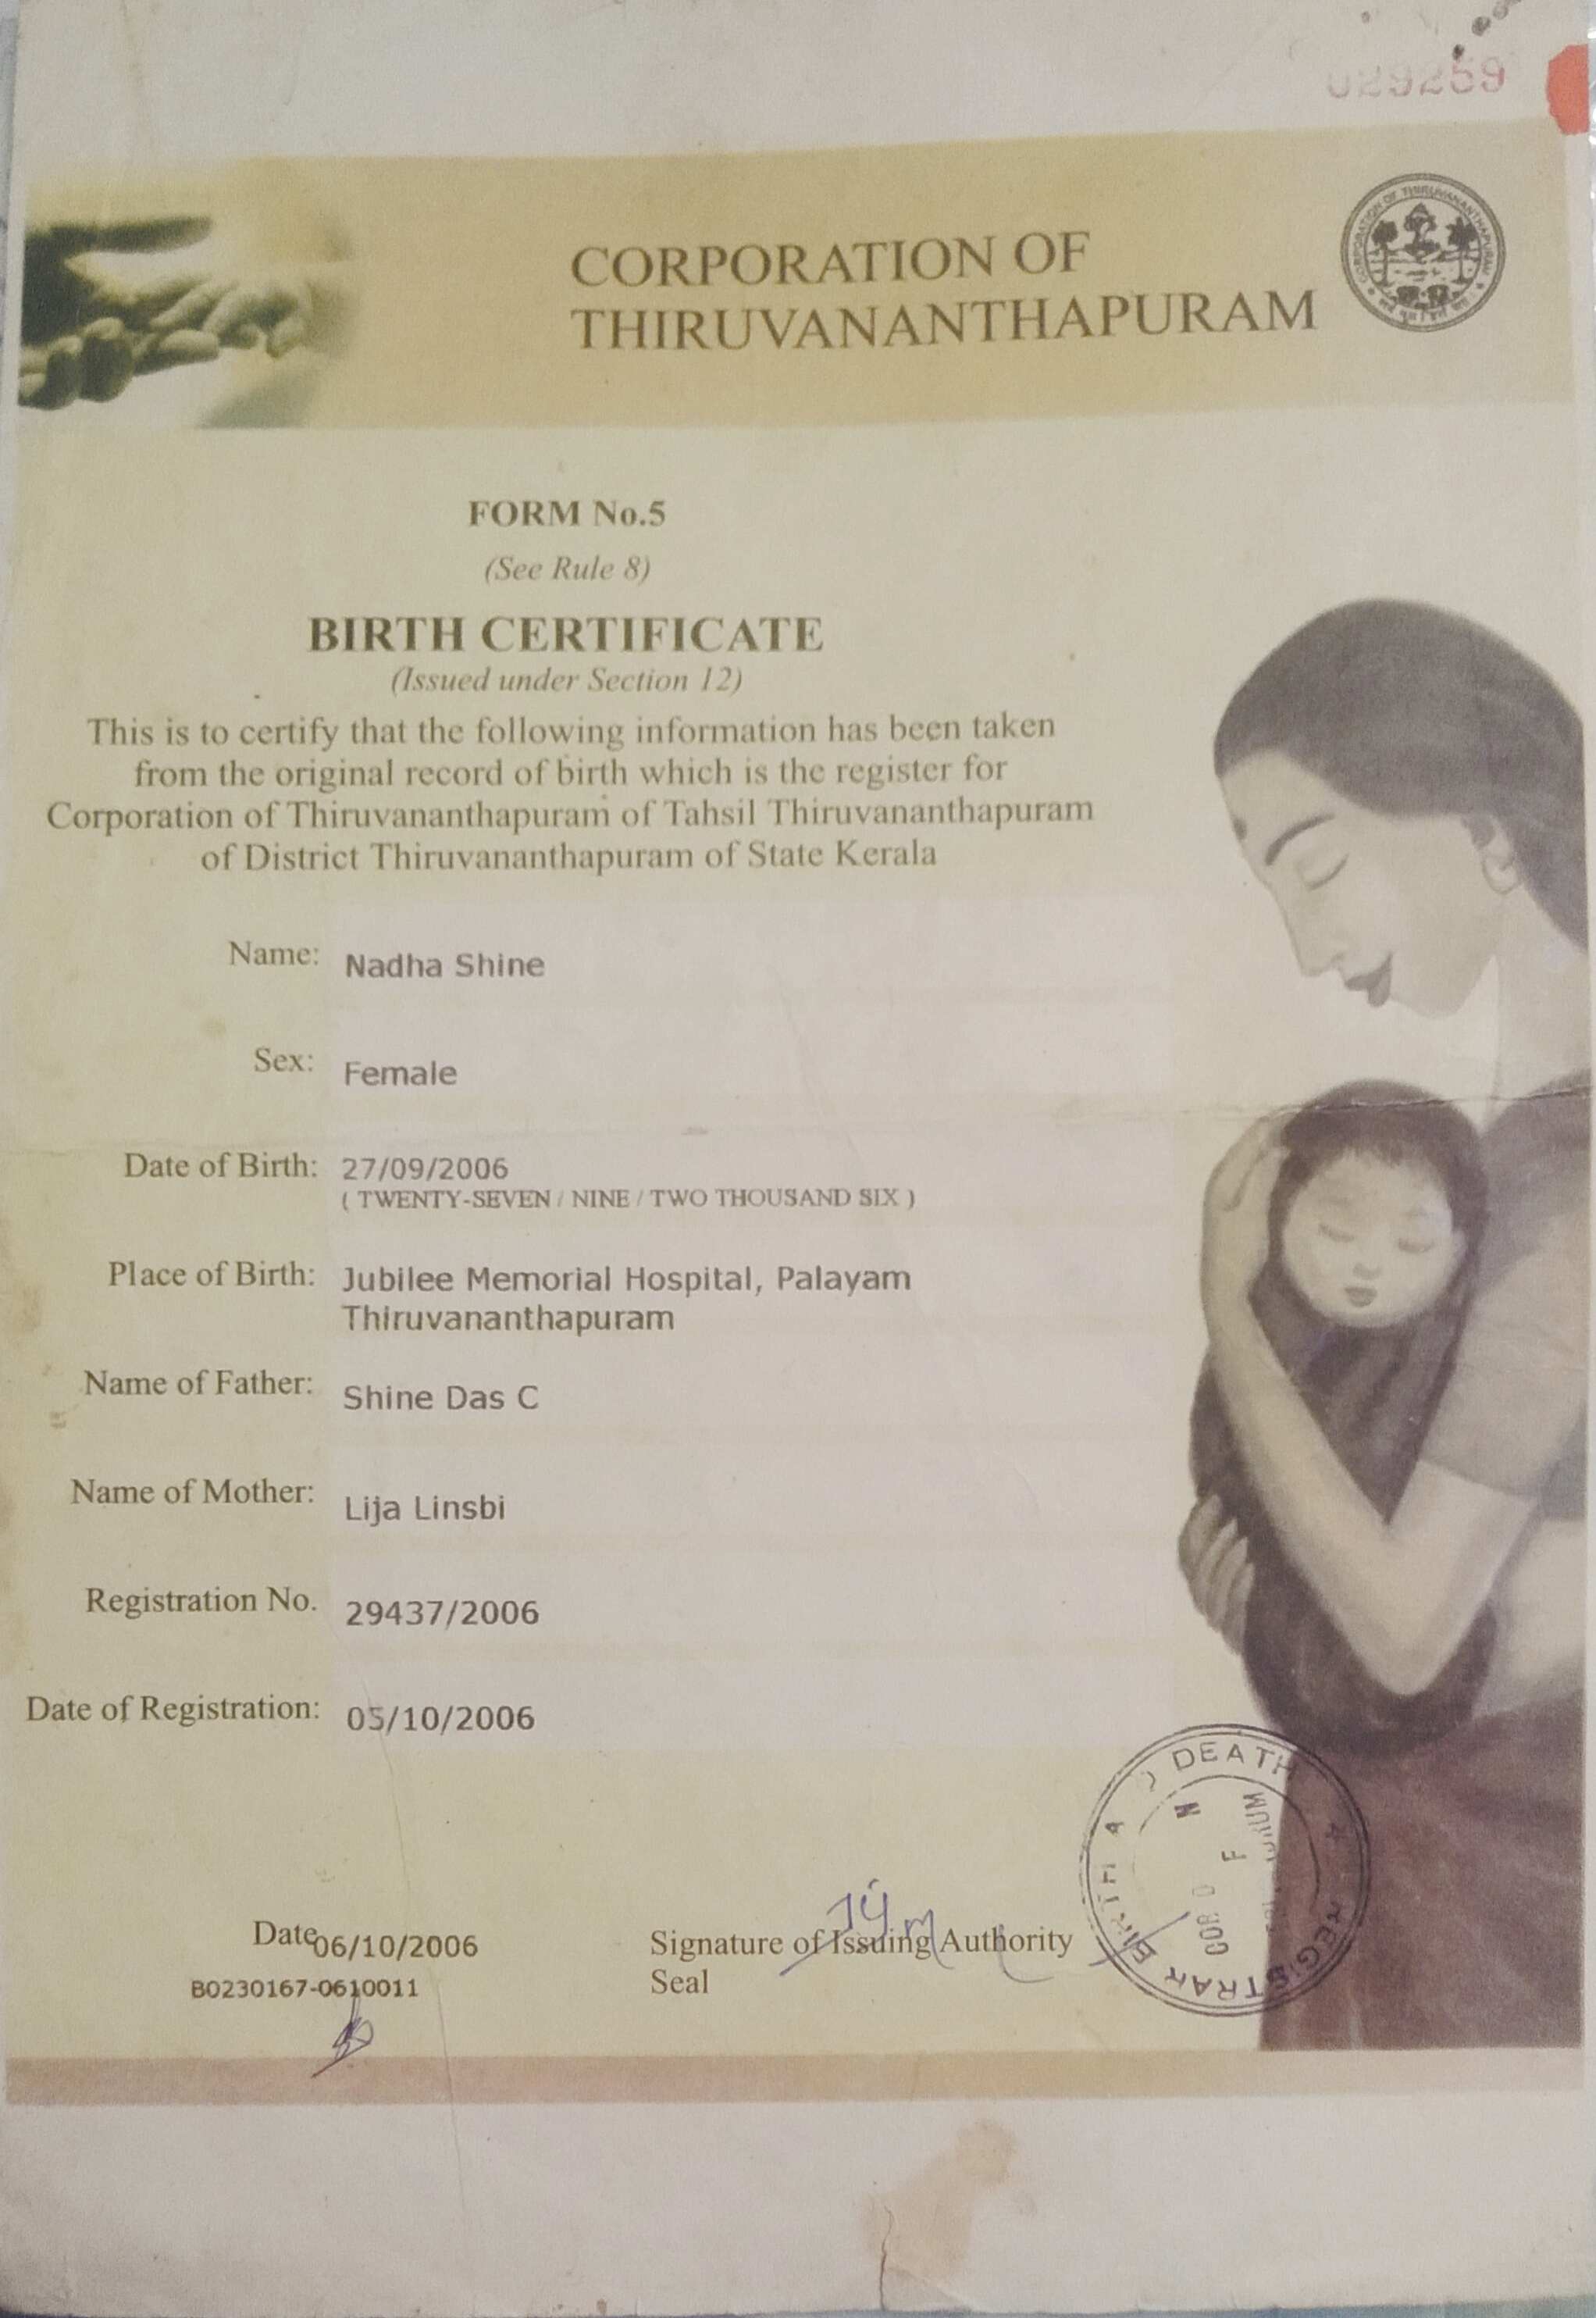 029259
CORPORATION OF
THIRUVANANTHAPURAM
CORPORATION OF THIRUVANANTHAPURAM
FORM No.5
(See Rule 8)
BIRTH CERTIFICATE
(Issued under Section 12)
This is to certify that the following information has been taken
from the original record of birth which is the register for
Corporation of Thiruvananthapuram of Tahsil Thiruvananthapuram
of District Thiruvananthapuram of State Kerala
Name: Nadha Shine
Sex: Female
Date of Birth: 27/09/2006
( TWENTY-SEVEN / NINE / TWO THOUSAND SIX )
Place of Birth: Jubilee Memorial Hospital, Palayam
Thiruvananthapuram
Name of Father: Shine Das C
Name of Mother: Lija Linsbi
Registration No. 29437/2006
Date of Registration: 05/10/2006
DEATH
Date 06/10/2006
Signature of Issuing Authority
B0230167-0610011
Seal